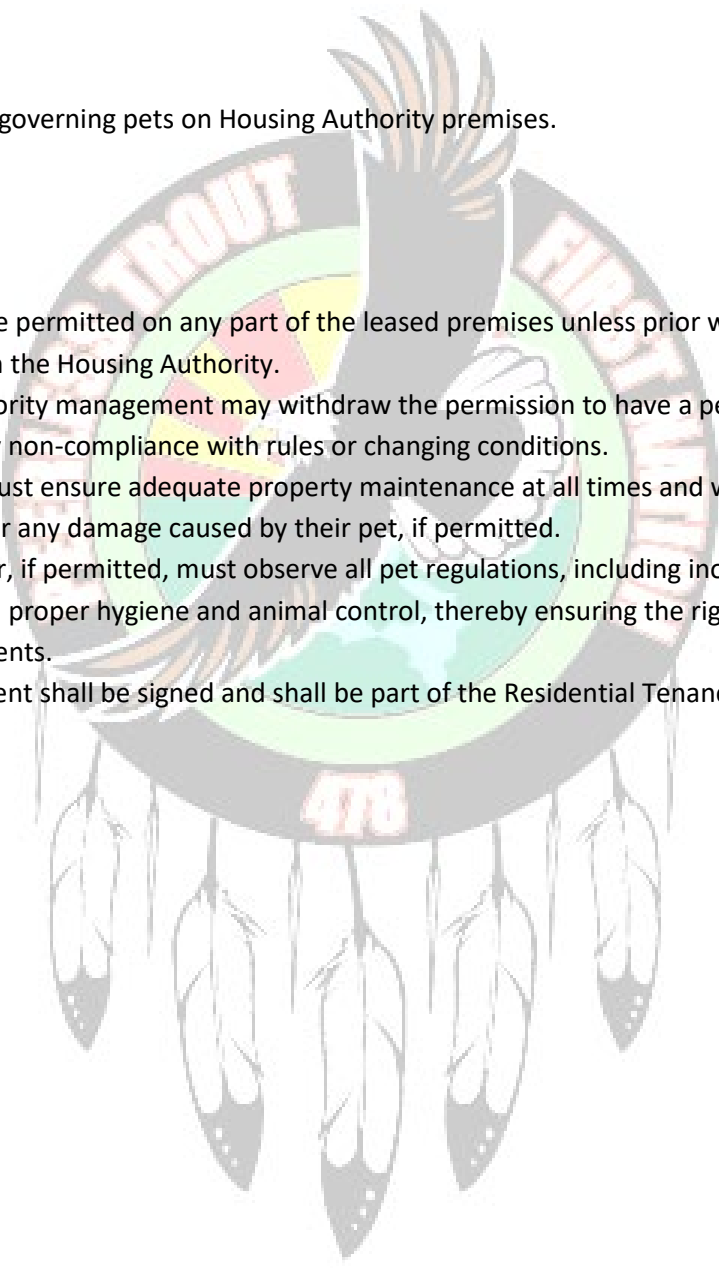 governing pets on Housing Authority premises.
PEERLESS TROUT
FIRST NATION
e permitted on any part of the leased premises unless prior w
the Housing Authority.
ority management may withdraw the permission to have a pe
non-compliance with rules or changing conditions.
ust ensure adequate property maintenance at all times and w
r any damage caused by their pet, if permitted.
r, if permitted, must observe all pet regulations, including inc
proper hygiene and animal control, thereby ensuring the rig
ents.
ent shall be signed and shall be part of the Residential Tenanc
478